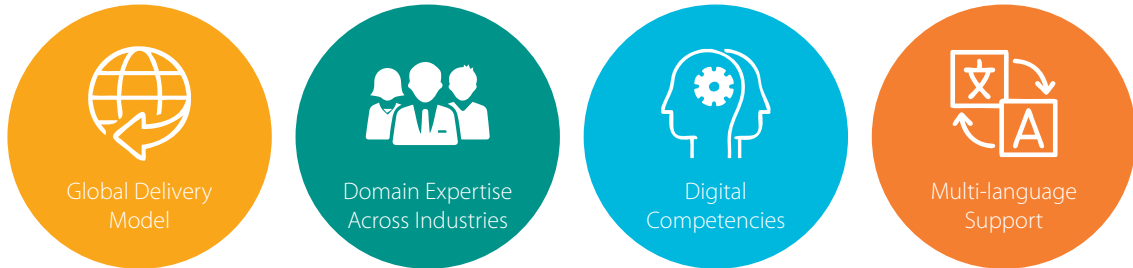 Global Delivery
Model
Domain Expertise
Across Industries
Digital
Competencies
文
A
Multi-language
Support